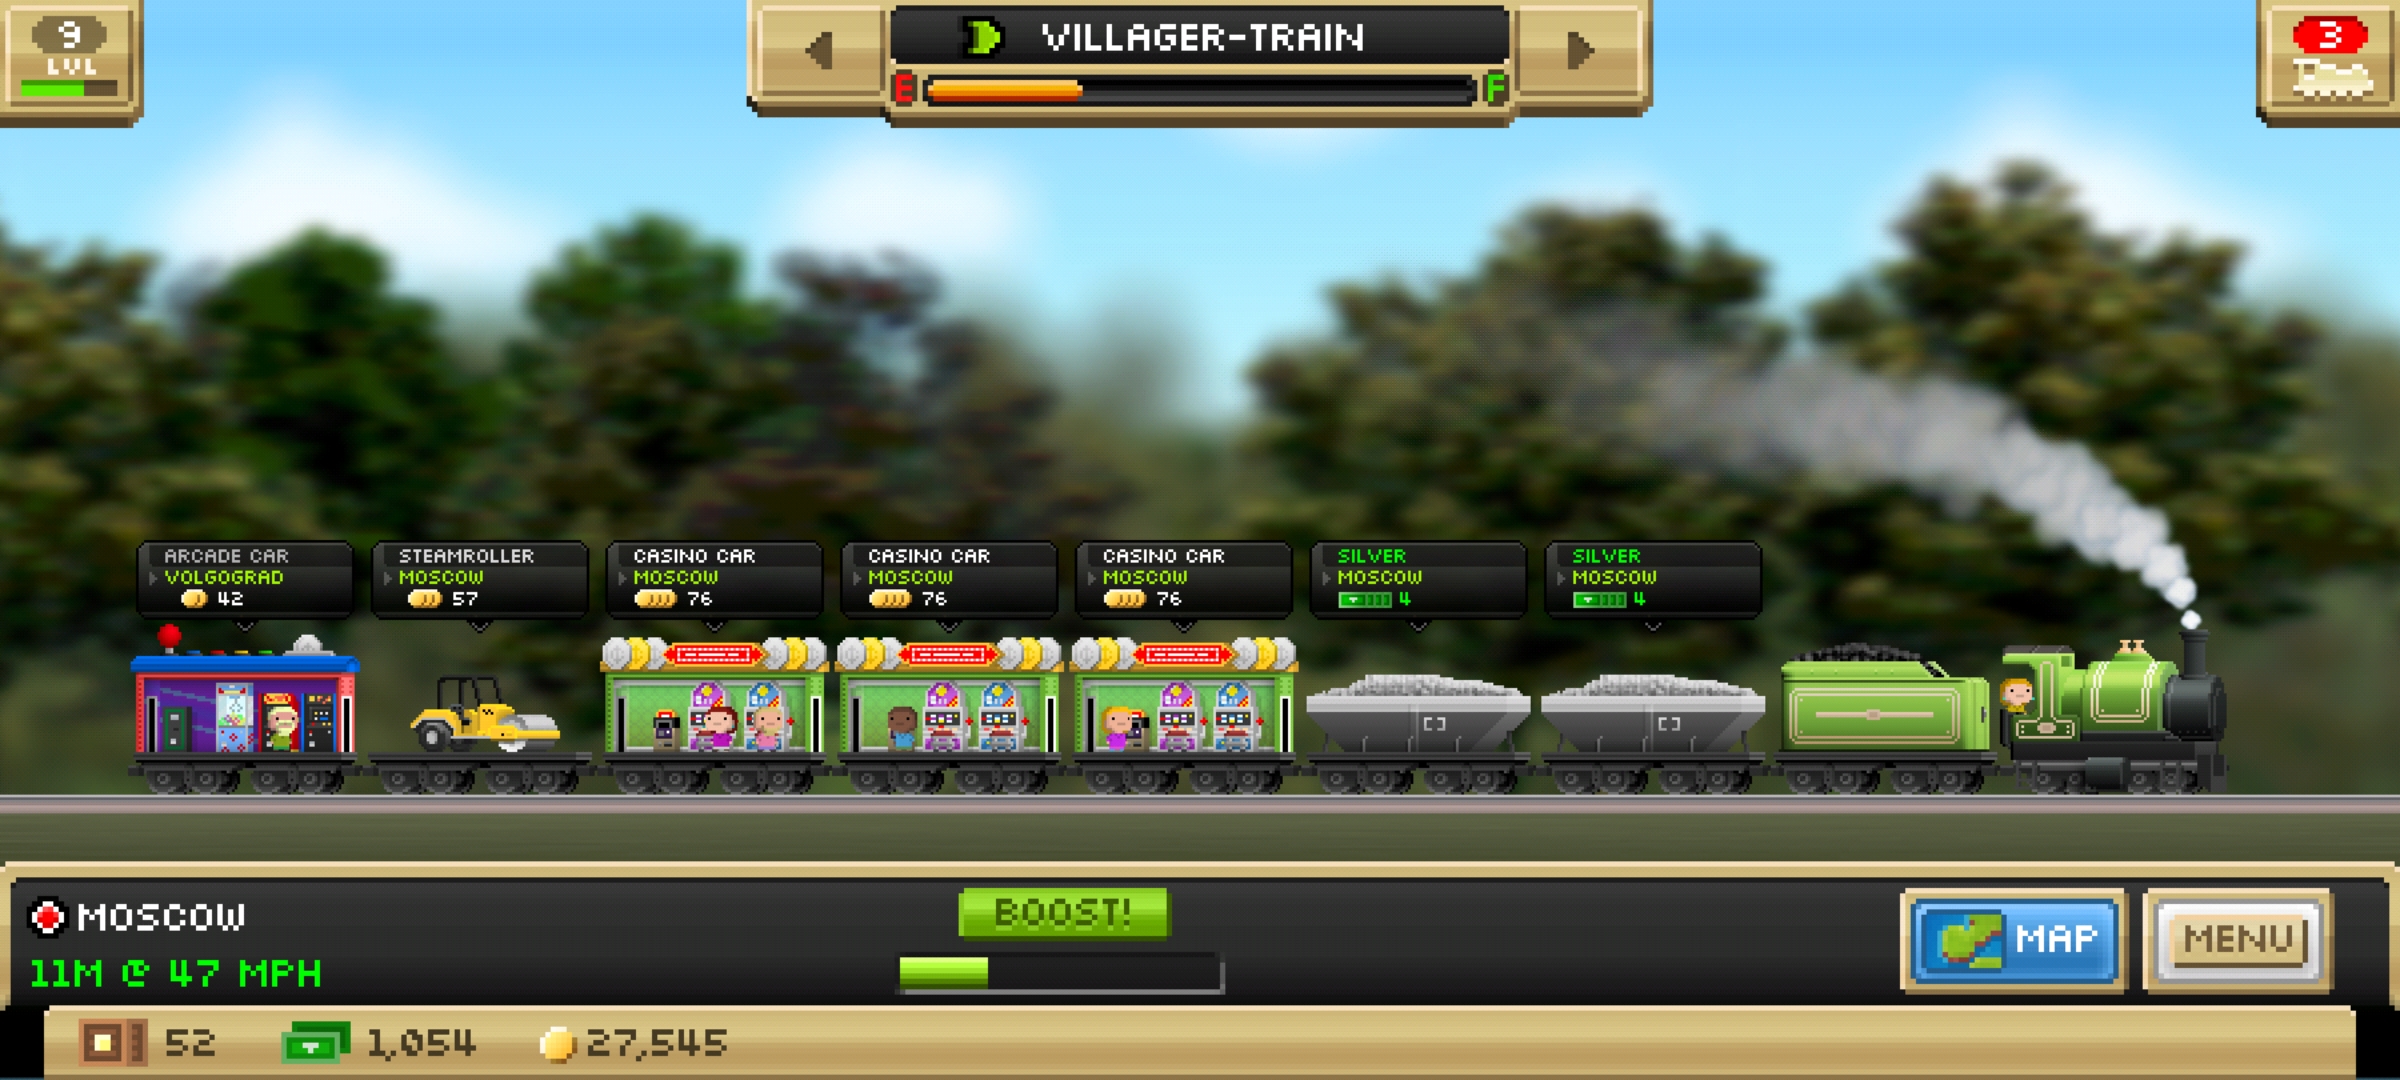 9
LVL
VILLAGER-TRAIN
E F
3
ARCADE CAR
VOLGOGRAD
42
STEAMROLLER
MOSCOW
57
CASINO CAR
MOSCOW
76
CASINO CAR
MOSCOW
76
CASINO CAR
MOSCOW
76
SILVER
MOSCOW
4
SILVER
MOSCOW
4
MOSCOW
11M @ 47 MPH
BOOST!
MAP
MENU
52
1,054
27,545